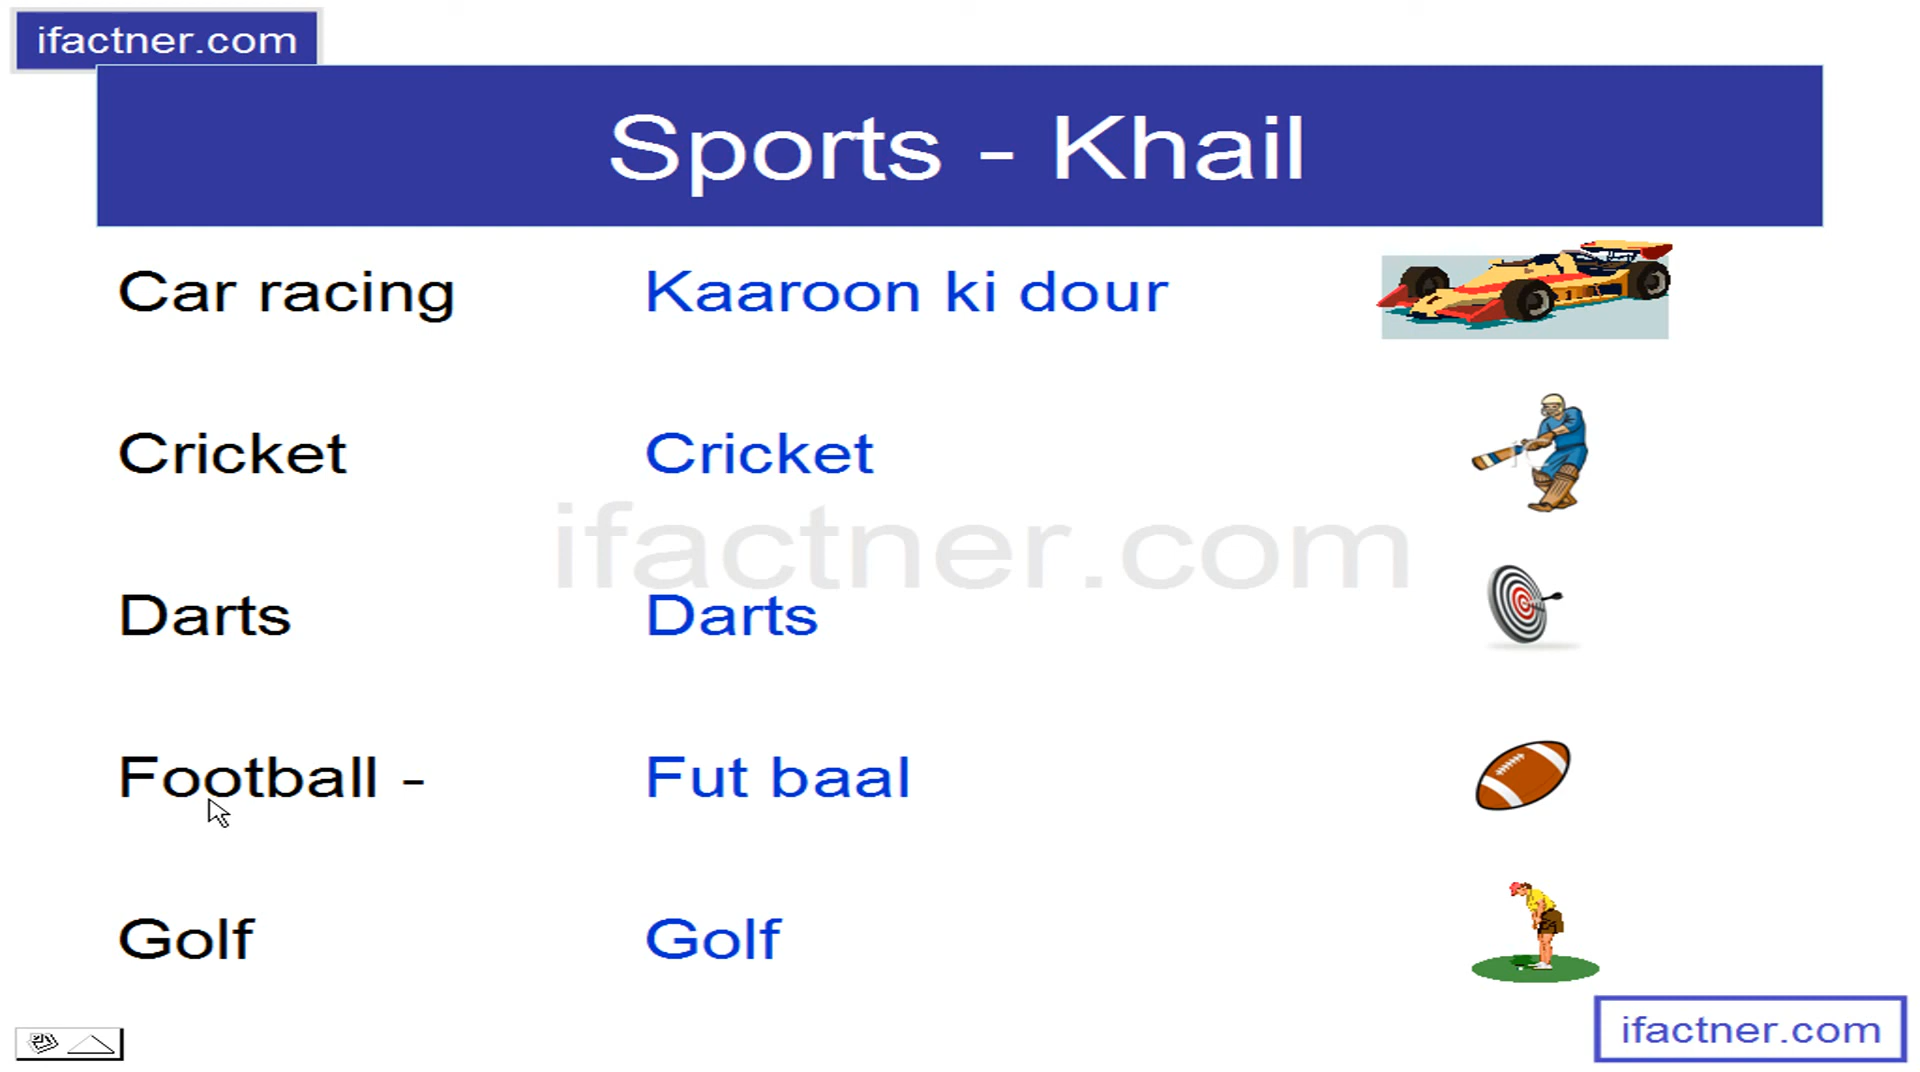 ifactner.com
Sports - Khail
Car racing Kaaroon ki dour
Cricket Cricket
ifactner.com
Darts Darts
Football - Fut baal
Golf Golf
ifactner.com